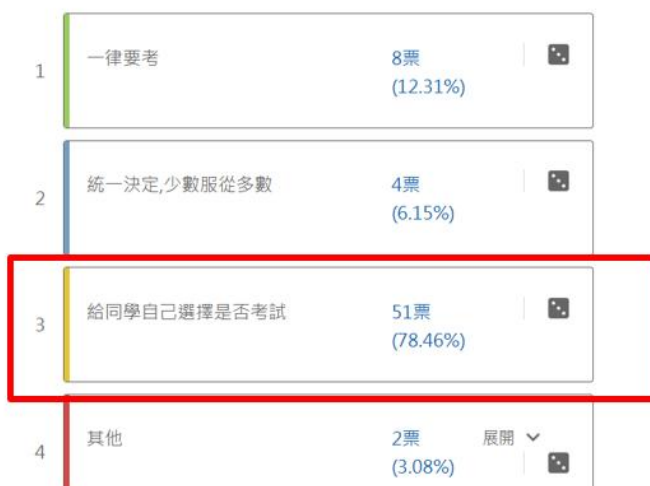 1
一律要考
8票
(12.31%)
2
統一決定,少數服從多數
4票
(6.15%)
3
給同學自己選擇是否考試
51票
(78.46%)
4
其他
2票
展開
(3.08%)